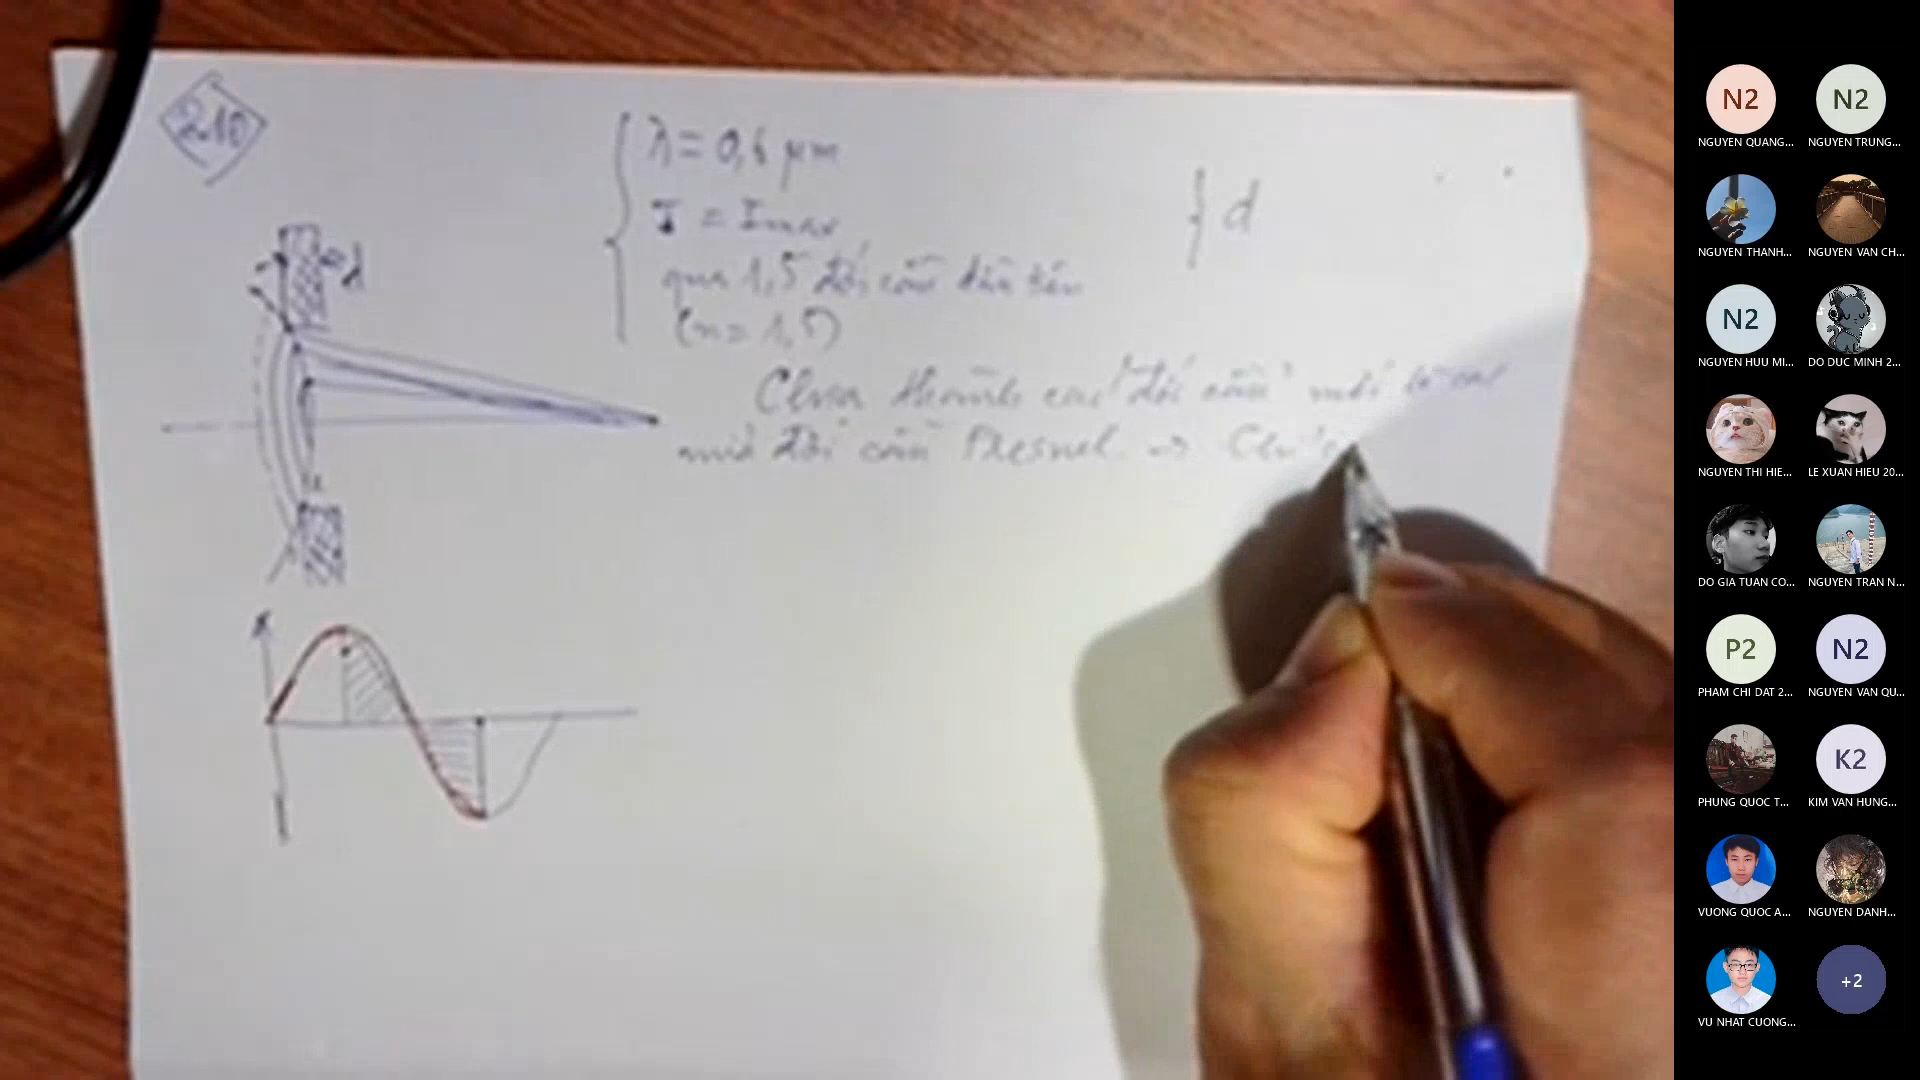 2.10
λ = 0,6 μm
I = Imax
qua 1,5 đới cầu đầu tiên
(n = 1,5)
d
d
Chia thành các đới cầu mới
mà đới cầu Fresnel →
N2
N2
NGUYEN QUANG...
NGUYEN TRUNG...
NGUYEN THANH...
NGUYEN VAN CH...
N2
NGUYEN HUU MI...
DO DUC MINH 2...
NGUYEN THI HIE...
LE XUAN HIEU 20...
DO GIA TUAN CO...
NGUYEN TRAN N...
P2
N2
PHAM CHI DAT 2...
NGUYEN VAN QU...
K2
PHUNG QUOC T...
KIM VAN HUNG...
VUONG QUOC A...
NGUYEN DANH...
+2
VU NHAT CUONG...